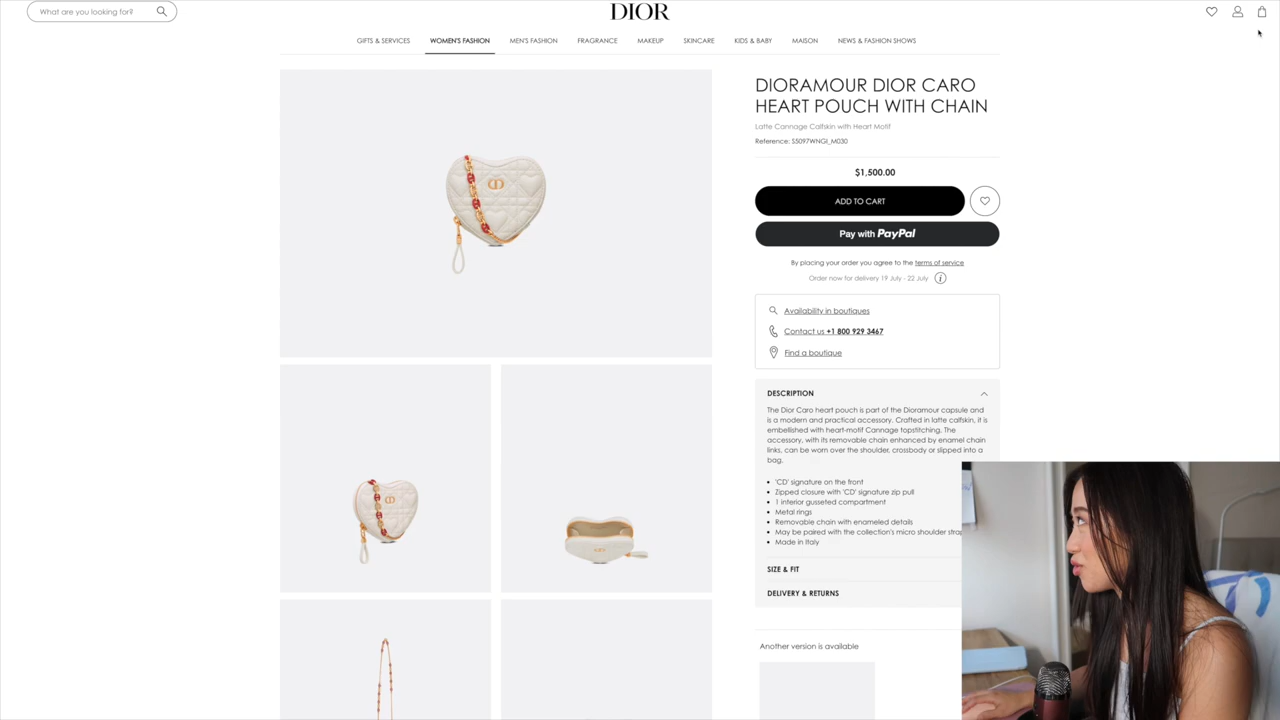 What are you looking for?
DIOR
GIFTS & SERVICES
WOMEN'S FASHION
MEN'S FASHION
FRAGRANCE
MAKEUP
SKINCARE
KIDS & BABY
MAISON
NEWS & FASHION SHOWS
DIORAMOUR DIOR CARO
HEART POUCH WITH CHAIN
Latte Cannage Calfskin with Heart Motif
Reference: S5097WNGI_M030
$1,500.00
ADD TO CART
Pay with PayPal
By placing your order you agree to the terms of service
Order now for delivery 19 July - 22 July
Availability in boutiques
Contact us +1 800 929 3467
Find a boutique
DESCRIPTION
The Dior Caro heart pouch is part of the Dioramour capsule and
is a modern and practical accessory. Crafted in latte calfskin, it is
embellished with heart-motif Cannage topstitching. The
accessory, with its removable chain enhanced by enamel chain
links, can be worn over the shoulder, crossbody or slipped into a
bag.
• 'CD' signature on the front
• Zipped closure with 'CD' signature zip pull
• 1 interior gusseted compartment
• Metal rings
• Removable chain with enameled details
• May be paired with the collection's micro shoulder strap
• Made in Italy
SIZE & FIT
DELIVERY & RETURNS
Another version is available